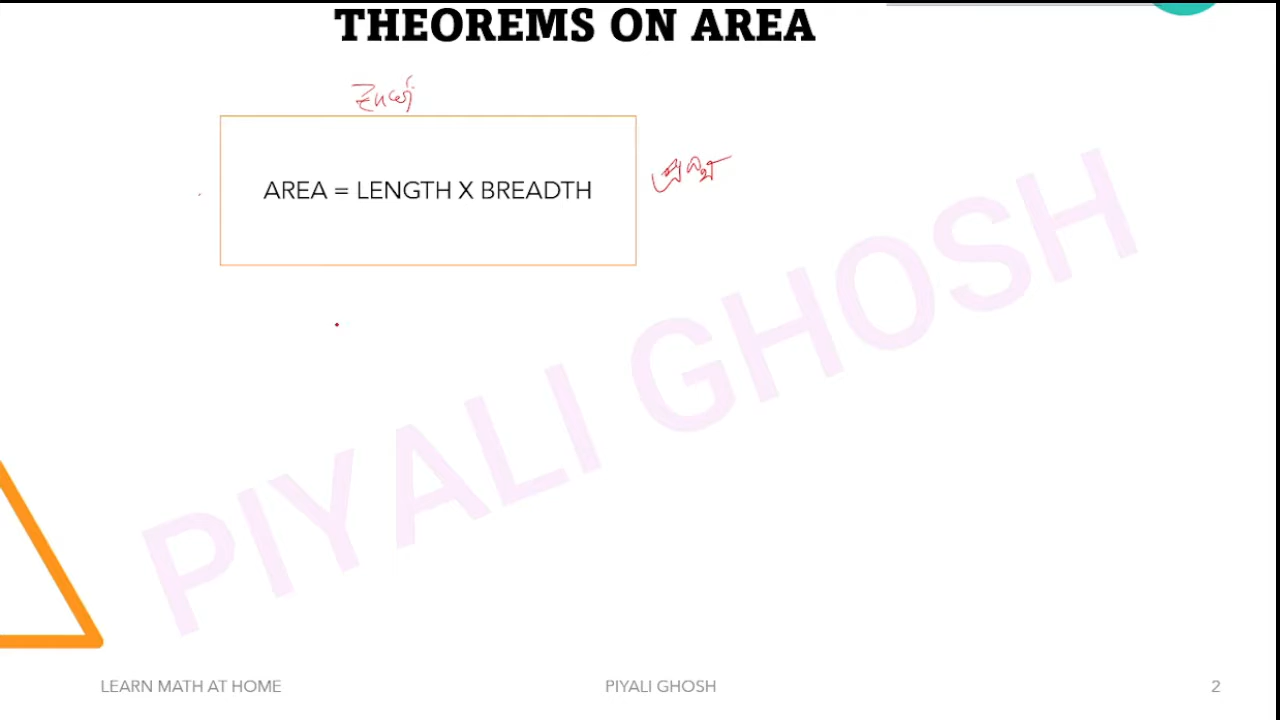 THEOREMS ON AREA
দৈর্ঘ্য
AREA = LENGTH X BREADTH
প্রস্থ
PIYALI GHOSH
LEARN MATH AT HOME
PIYALI GHOSH
2